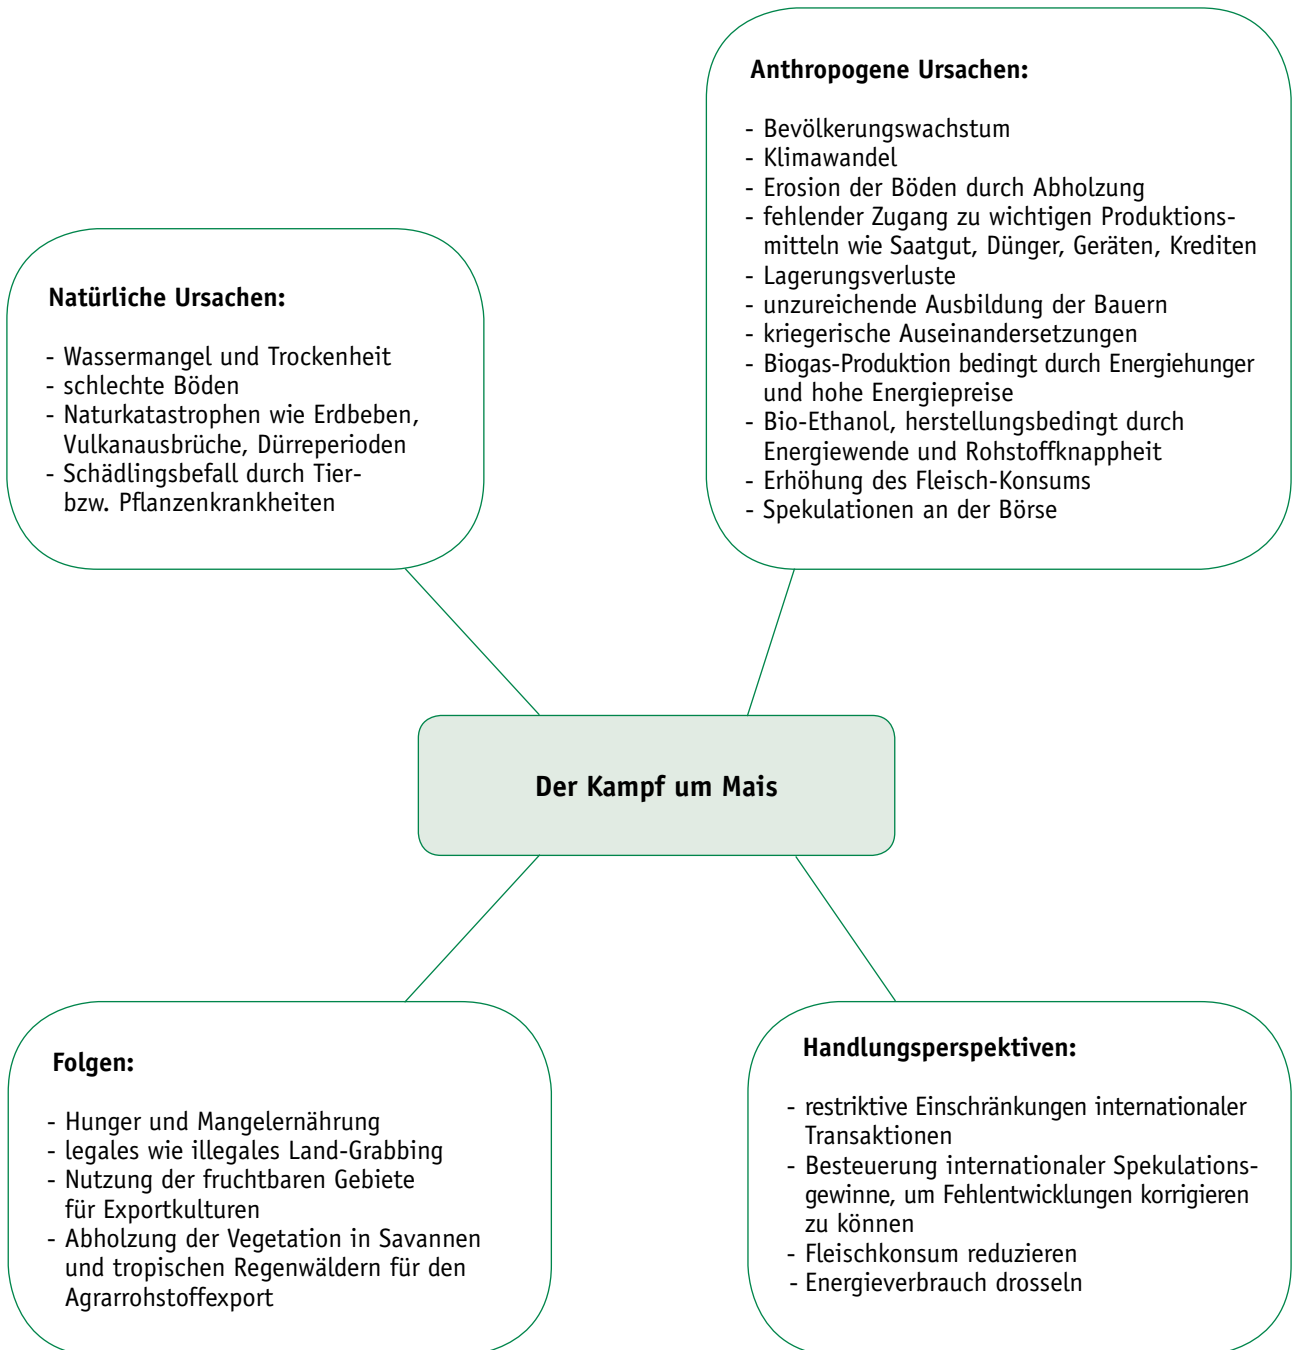 Anthropogene Ursachen:
- Bevölkerungswachstum
- Klimawandel
- Erosion der Böden durch Abholzung
- fehlender Zugang zu wichtigen Produktions-
mitteln wie Saatgut, Dünger, Geräten, Krediten
- Lagerungsverluste
- unzureichende Ausbildung der Bauern
- kriegerische Auseinandersetzungen
- Biogas-Produktion bedingt durch Energiehunger
und hohe Energiepreise
- Bio-Ethanol, herstellungsbedingt durch
Energiewende und Rohstoffknappheit
- Erhöhung des Fleisch-Konsums
- Spekulationen an der Börse
Natürliche Ursachen:
- Wassermangel und Trockenheit
- schlechte Böden
- Naturkatastrophen wie Erdbeben,
Vulkanausbrüche, Dürreperioden
- Schädlingsbefall durch Tier-
bzw. Pflanzenkrankheiten
Der Kampf um Mais
Folgen:
- Hunger und Mangelernährung
- legales wie illegales Land-Grabbing
- Nutzung der fruchtbaren Gebiete
für Exportkulturen
- Abholzung der Vegetation in Savannen
und tropischen Regenwäldern für den
Agrarrohstoffexport
Handlungsperspektiven:
- restriktive Einschränkungen internationaler
Transaktionen
- Besteuerung internationaler Spekulations-
gewinne, um Fehlentwicklungen korrigieren
zu können
- Fleischkonsum reduzieren
- Energieverbrauch drosseln